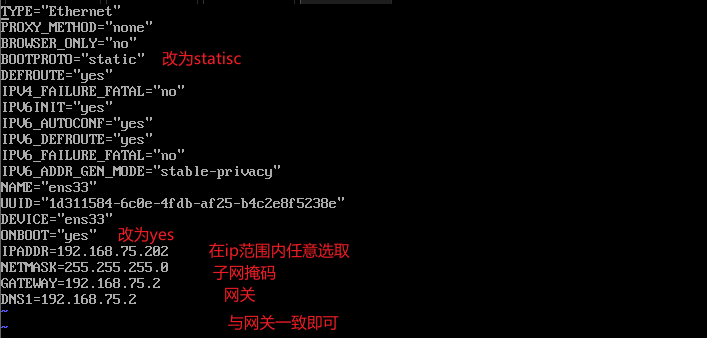 TYPE="Ethernet"
PROXY_METHOD="none"
BROWSER_ONLY="no"
BOOTPROTO="static" 改为statisc
DEFROUTE="yes"
IPV4_FAILURE_FATAL="no"
IPV6INIT="yes"
IPV6_AUTOCONF="yes"
IPV6_DEFROUTE="yes"
IPV6_FAILURE_FATAL="no"
IPV6_ADDR_GEN_MODE="stable-privacy"
NAME="ens33"
UUID="1d311584-6c0e-4fdb-af25-b4c2e8f5238e"
DEVICE="ens33"
ONBOOT="yes" 改为yes
IPADDR=192.168.75.202 在ip范围内任意选取
NETMASK=255.255.255.0 子网掩码
GATEWAY=192.168.75.2
DNS1=192.168.75.2 网关
~
~ 与网关一致即可